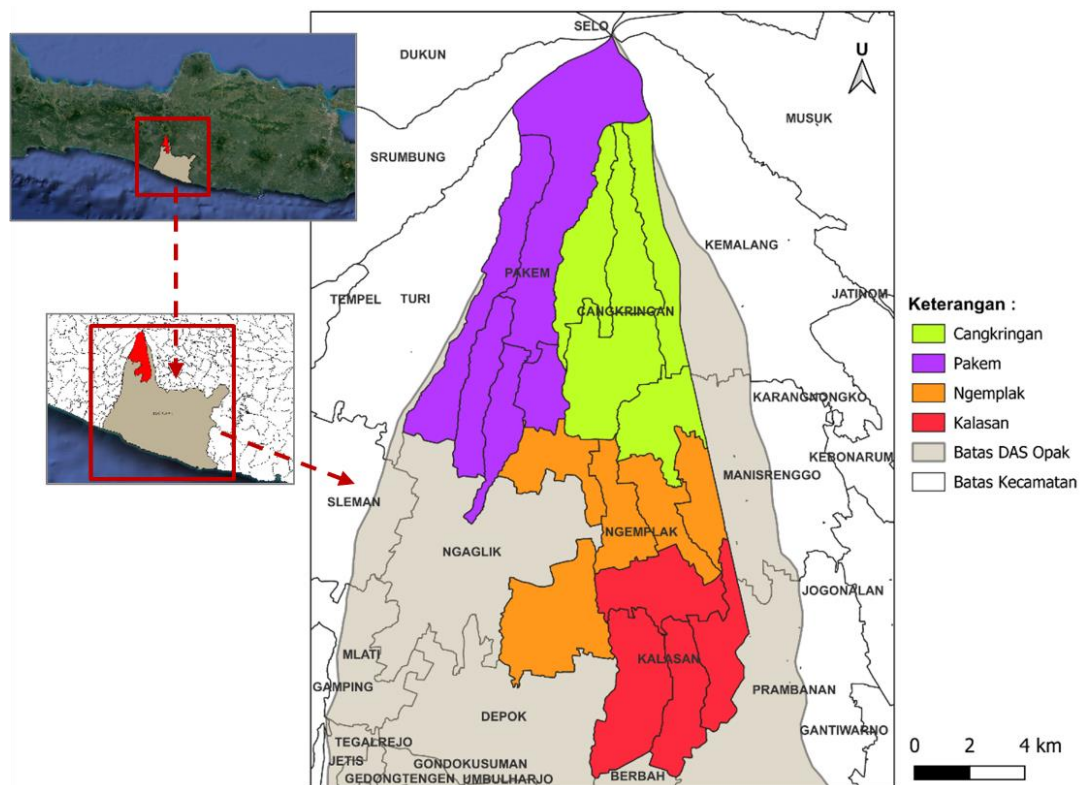 SELO
DUKUN
U
MUSUK
SRUMBUNG
KEMALANG
PAKEM
TEMPEL
TURI
JATINOM
CANGKRINGAN
Keterangan :
Cangkringan
Pakem
Ngemplak
Kalasan
Batas DAS Opak
Batas Kecamatan
KARANGNONGKO
KEBONARUM
MANISRENGGO
SLEMAN
NGEMPLAK
NGAGLIK
JOGONALAN
MLATI
KALASAN
GAMPING
PRAMBANAN
DEPOK
GANTIWARNO
TEGALREJO
JETIS
GONDOKUSUMAN
GEDONGTENGEN
UMBULHARJO
BERBAH
0 2 4 km